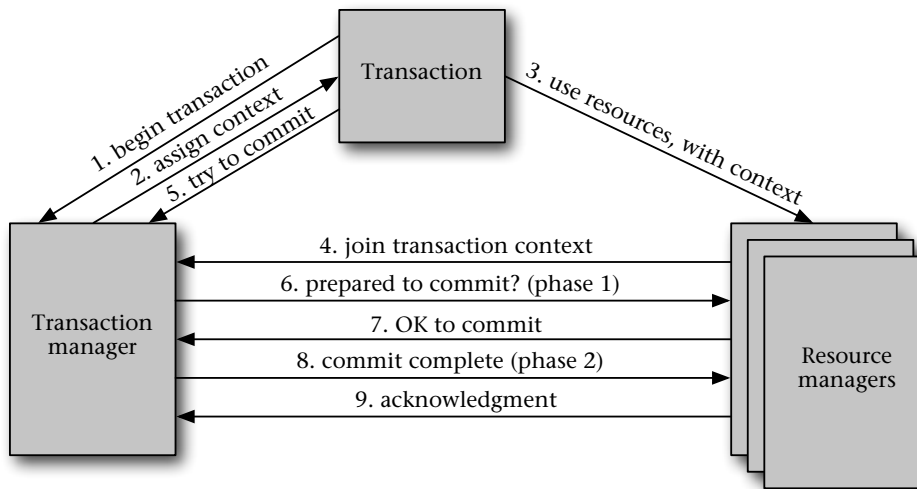 Transaction
1. begin transaction
2. assign context
5. try to commit
3. use resources, with context
4. join transaction context
6. prepared to commit? (phase 1)
7. OK to commit
8. commit complete (phase 2)
9. acknowledgment
Transaction
manager
Resource
managers